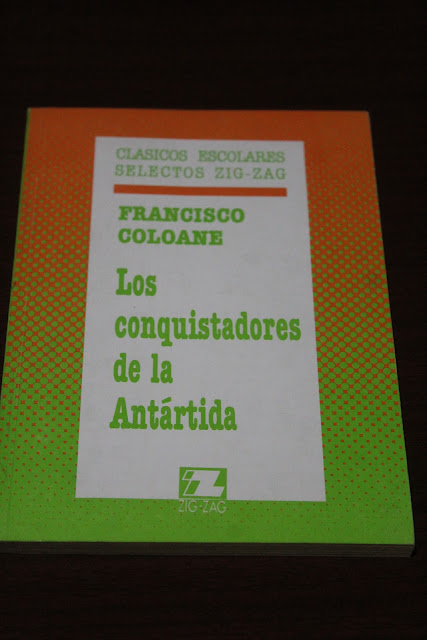 CLASICOS ESCOLARES
SELECTOS ZIG-ZAG
FRANCISCO
COLOANE
Los
conquistadores
de la
Antártida
ZIG-ZAG